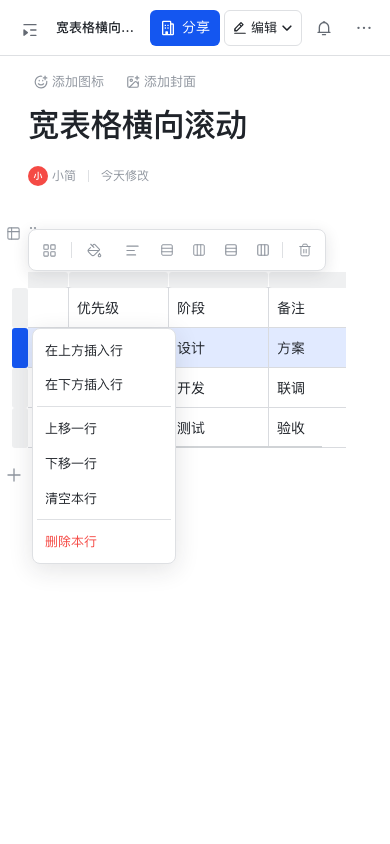 宽表格横向... 分享 编辑
添加图标 添加封面
宽表格横向滚动
小 小简 今天修改
优先级 阶段 备注
设计 方案
开发 联调
测试 验收
在上方插入行
在下方插入行
上移一行
下移一行
清空本行
删除本行